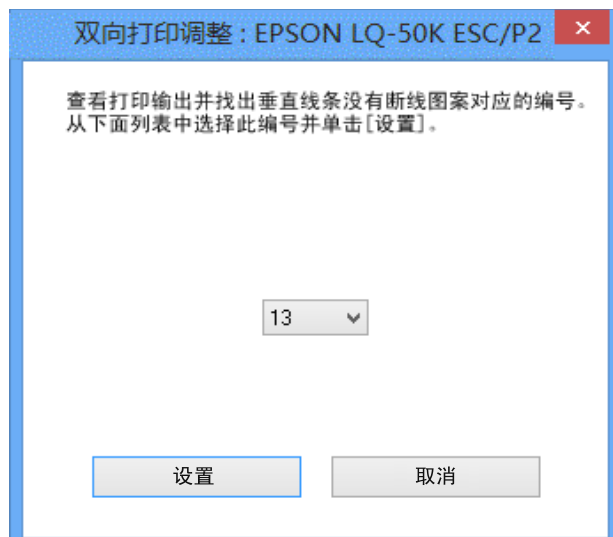 双向打印调整 : EPSON LQ-50K ESC/P2
查看打印输出并找出垂直线条没有断线图案对应的编号。
从下面列表中选择此编号并单击[设置]。
13
设置
取消